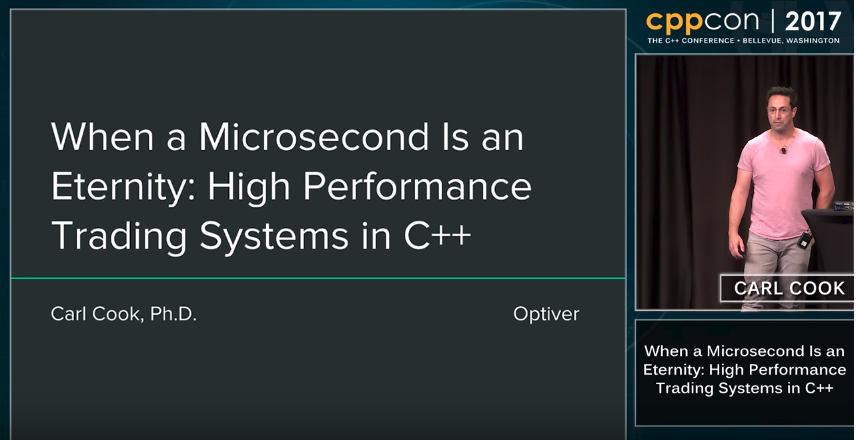 When a Microsecond Is an
Eternity: High Performance
Trading Systems in C++
Carl Cook, Ph.D.
Optiver
cppcon | 2017
THE C++ CONFERENCE • BELLEVUE, WASHINGTON
CARL COOK
When a Microsecond Is an
Eternity: High Performance
Trading Systems in C++